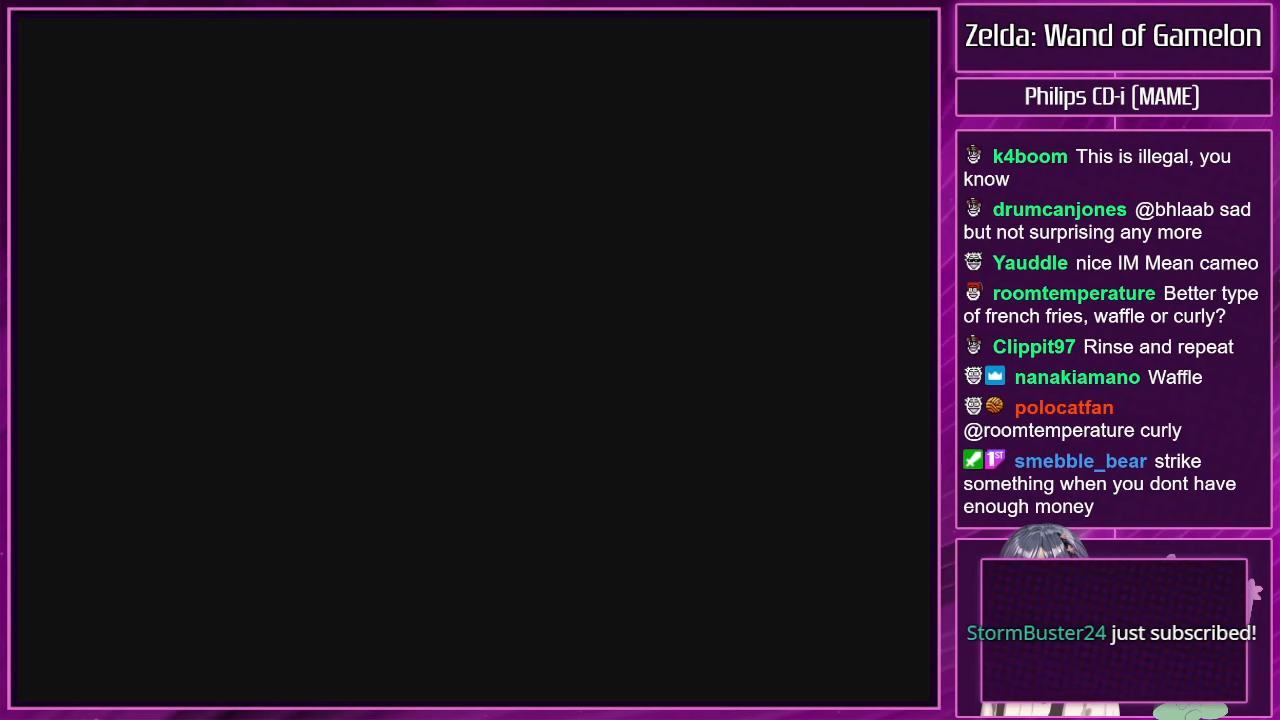 Zelda: Wand of Gamelon
Philips CD-i [MAME]
k4boom This is illegal, you
know
drumcanjones @bhlaab sad
but not surprising any more
Yauddle nice IM Mean cameo
roomtemperature Better type
of french fries, waffle or curly?
Clippit97 Rinse and repeat
nanakiamano Waffle
polocatfan
@roomtemperature curly
1ST smebble_bear strike
something when you dont have
enough money
StormBuster24 just subscribed!